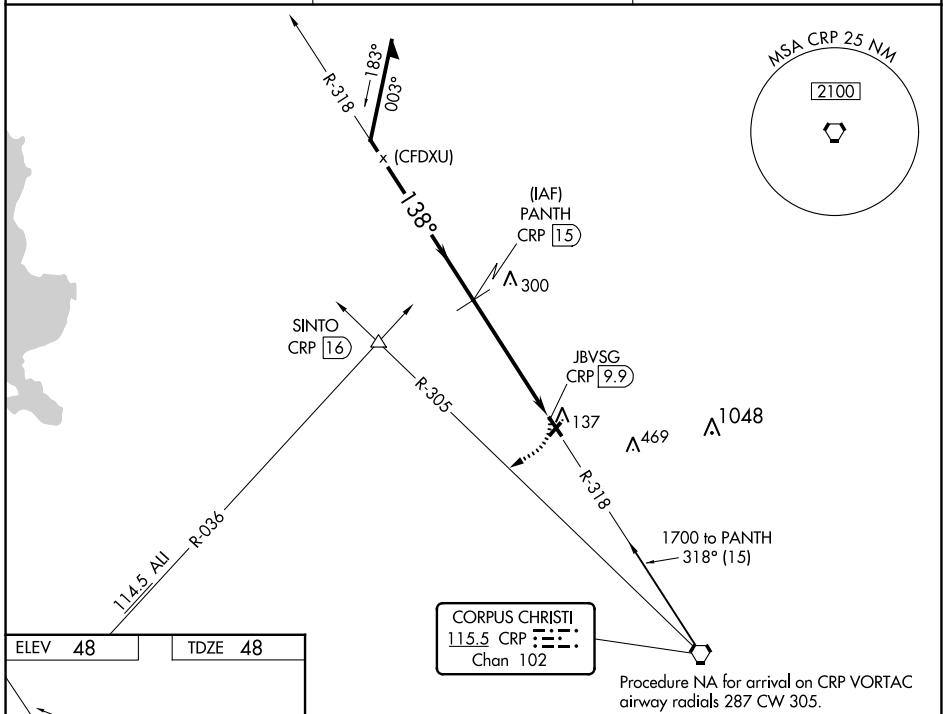 MSA CRP 25 NM
2100
R-318
183°
003°
(CFDXU)
138°
(IAF)
PANTH
CRP 15
300
SINTO
CRP 16
JBVSG
CRP 9.9
137
469
1048
R-305
R-318
R-036
1700 to PANTH
318° (15)
114.5 ALI
CORPUS CHRISTI
115.5 CRP
Chan 102
ELEV 48
TDZE 48
Procedure NA for arrival on CRP VORTAC
airway radials 287 CW 305.